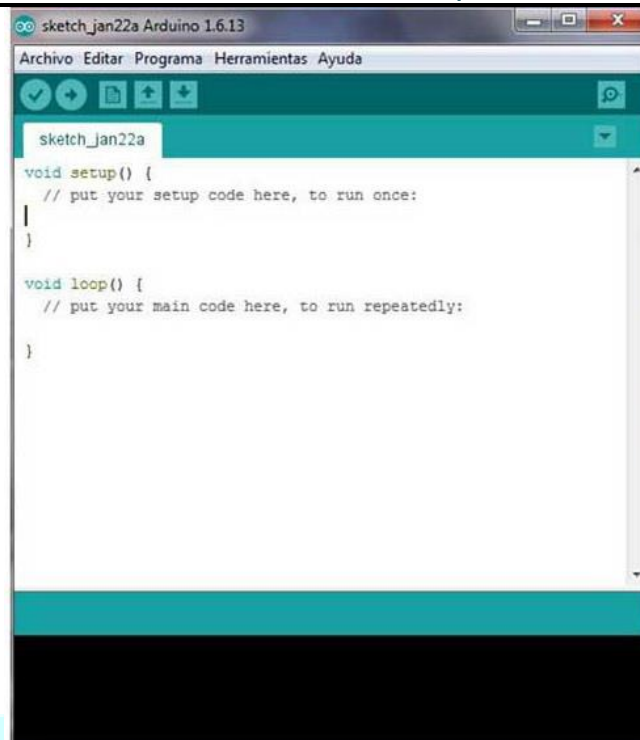 sketch_jan22a Arduino 1.6.13
Archivo Editar Programa Herramientas Ayuda
sketch_jan22a
void setup() {
  // put your setup code here, to run once:

}

void loop() {
  // put your main code here, to run repeatedly:

}